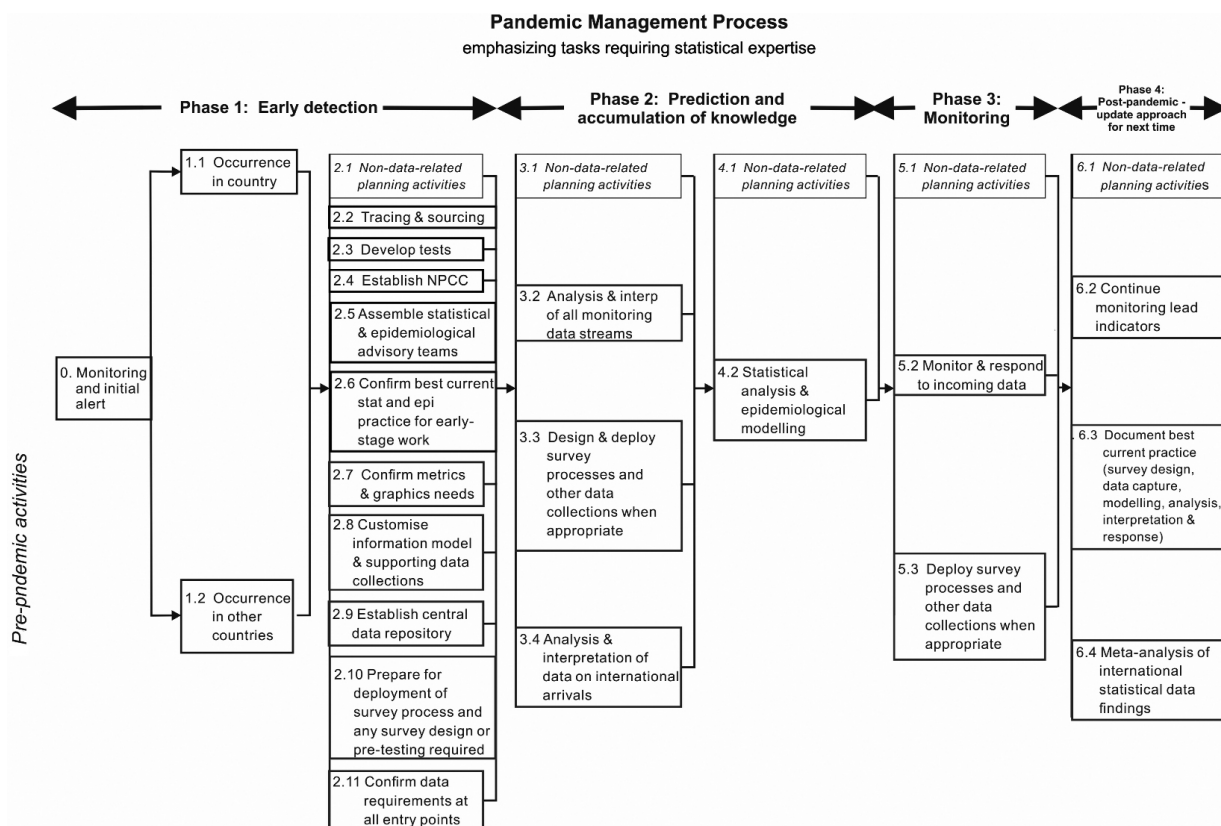 Pandemic Management Process
emphasizing tasks requiring statistical expertise
Phase 1: Early detection
Phase 2: Prediction and
accumulation of knowledge
Phase 3:
Monitoring
Phase 4:
Post-pandemic -
update approach
for next time
Pre-pndemic activities
0. Monitoring
and initial
alert
1.1 Occurrence
in country
1.2 Occurrence
in other
countries
2.1 Non-data-related
planning activities
2.2 Tracing & sourcing
2.3 Develop tests
2.4 Establish NPCC
2.5 Assemble statistical
& epidemiological
advisory teams
2.6 Confirm best current
stat and epi
practice for early-
stage work
2.7 Confirm metrics
& graphics needs
2.8 Customise
information model
& supporting data
collections
2.9 Establish central
data repository
2.10 Prepare for
deployment of
survey process and
any survey design or
pre-testing required
2.11 Confirm data
requirements at
all entry points
3.1 Non-data-related
planning activities
3.2 Analysis & interp
of all monitoring
data streams
3.3 Design & deploy
survey
processes and
other data
collections when
appropriate
3.4 Analysis &
interpretation of
data on international
arrivals
4.1 Non-data-related
planning activities
4.2 Statistical
analysis &
epidemiological
modelling
5.1 Non-data-related
planning activities
5.2 Monitor & respond
to incoming data
5.3 Deploy survey
processes and
other data
collections when
appropriate
6.1 Non-data-related
planning activities
6.2 Continue
monitoring lead
indicators
. 6.3 Document best
current practice
(survey design,
data capture,
modelling, analysis,
interpretation &
response)
6.4 Meta-analysis of
international
statistical data
findings